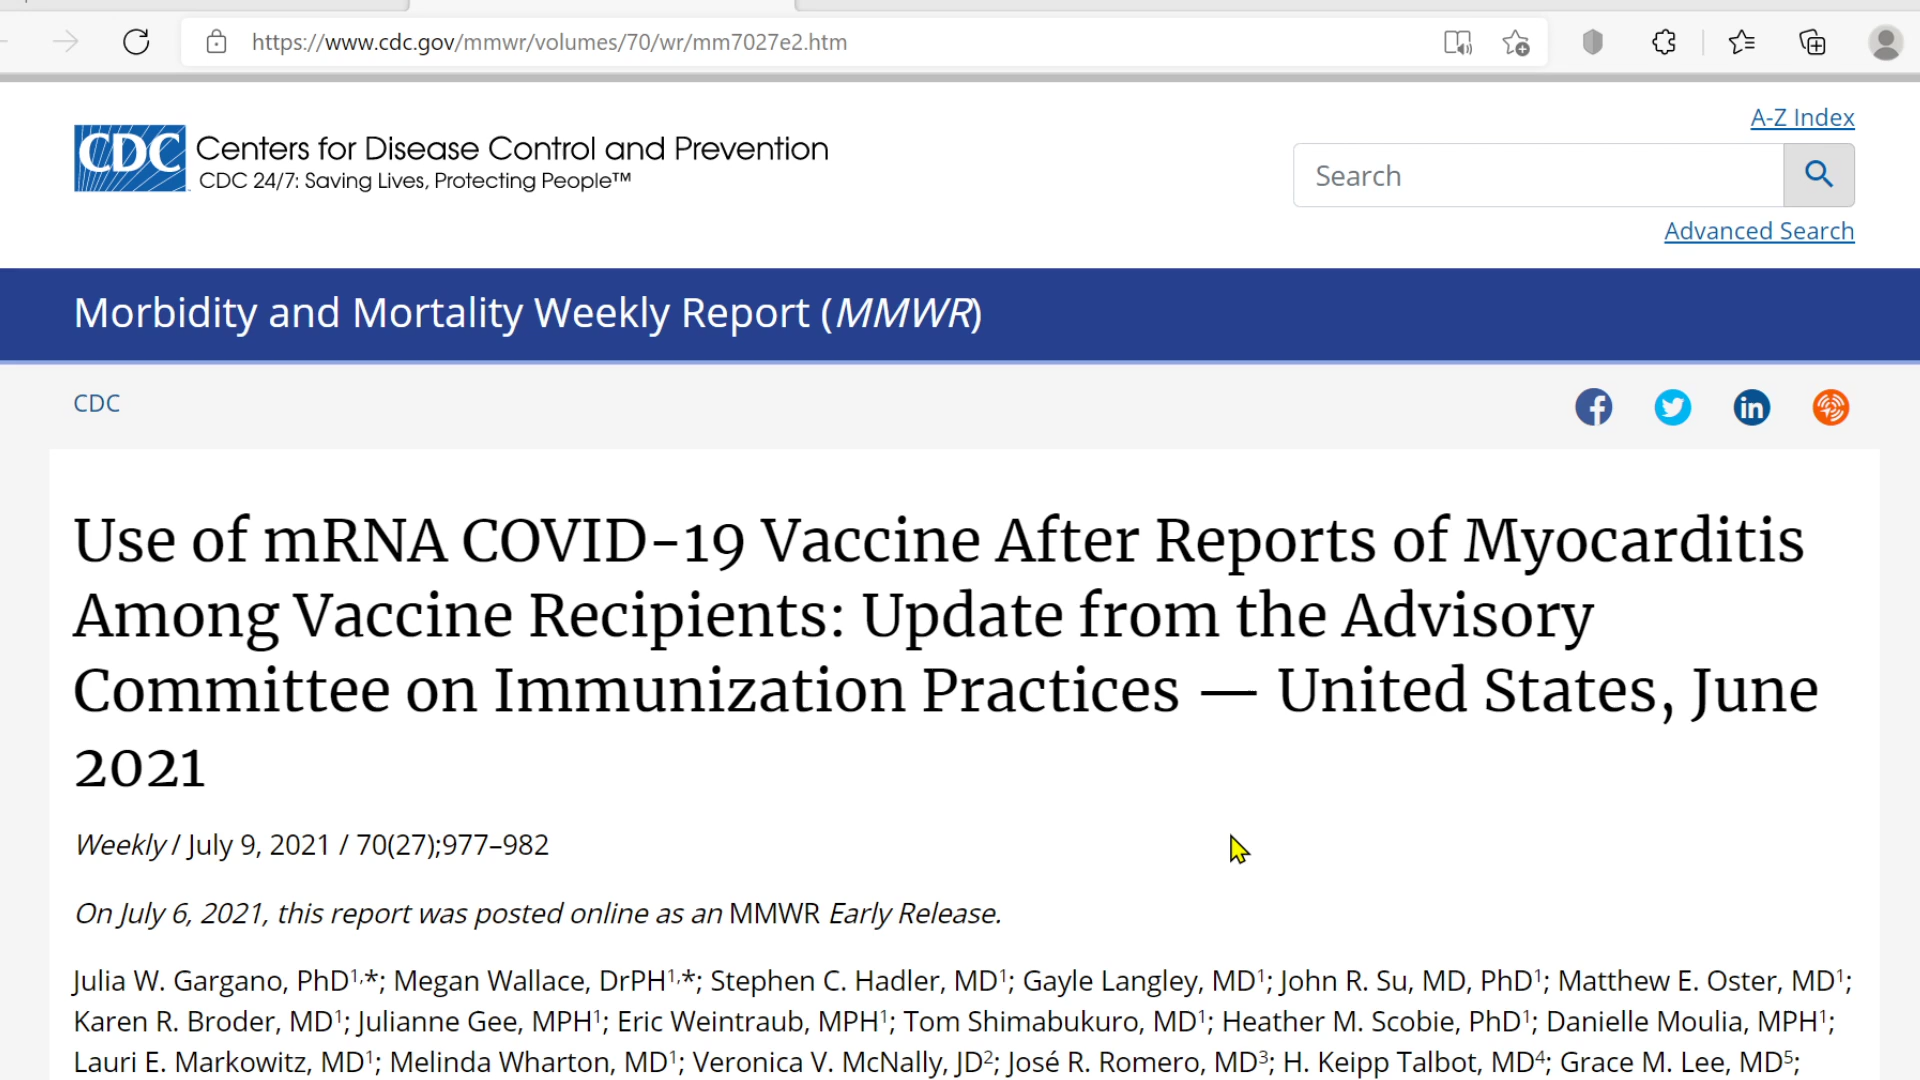 https://www.cdc.gov/mmwr/volumes/70/wr/mm7027e2.htm
A-Z Index
CDC Centers for Disease Control and Prevention
CDC 24/7: Saving Lives, Protecting People™
Search
Advanced Search
Morbidity and Mortality Weekly Report (MMWR)
CDC
Use of mRNA COVID-19 Vaccine After Reports of Myocarditis
Among Vaccine Recipients: Update from the Advisory
Committee on Immunization Practices — United States, June
2021
Weekly / July 9, 2021 / 70(27);977–982
On July 6, 2021, this report was posted online as an MMWR Early Release.
Julia W. Gargano, PhD¹,*; Megan Wallace, DrPH¹,*; Stephen C. Hadler, MD¹; Gayle Langley, MD¹; John R. Su, MD, PhD¹; Matthew E. Oster, MD¹;
Karen R. Broder, MD¹; Julianne Gee, MPH¹; Eric Weintraub, MPH¹; Tom Shimabukuro, MD¹; Heather M. Scobie, PhD¹; Danielle Moulia, MPH¹;
Lauri E. Markowitz, MD¹; Melinda Wharton, MD¹; Veronica V. McNally, JD²; José R. Romero, MD³; H. Keipp Talbot, MD⁴; Grace M. Lee, MD⁵;